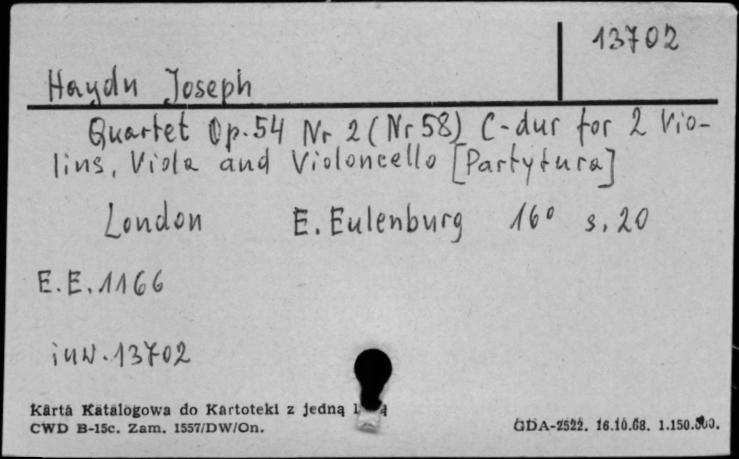 13702
Haydn Joseph
Quartet Op. 54 Nr 2 (Nr 58) C-dur for 2 Vio-
lins, Viola and Violoncello [Partytura]
London E. Eulenburg 16° s. 20
E.E. 1166
inw. 13702
Karta Katalogowa do Kartoteki z jedną
CWD B-15c. Zam. 1557/DW/On. GDA-2522. 16.10.68. 1.150.000.